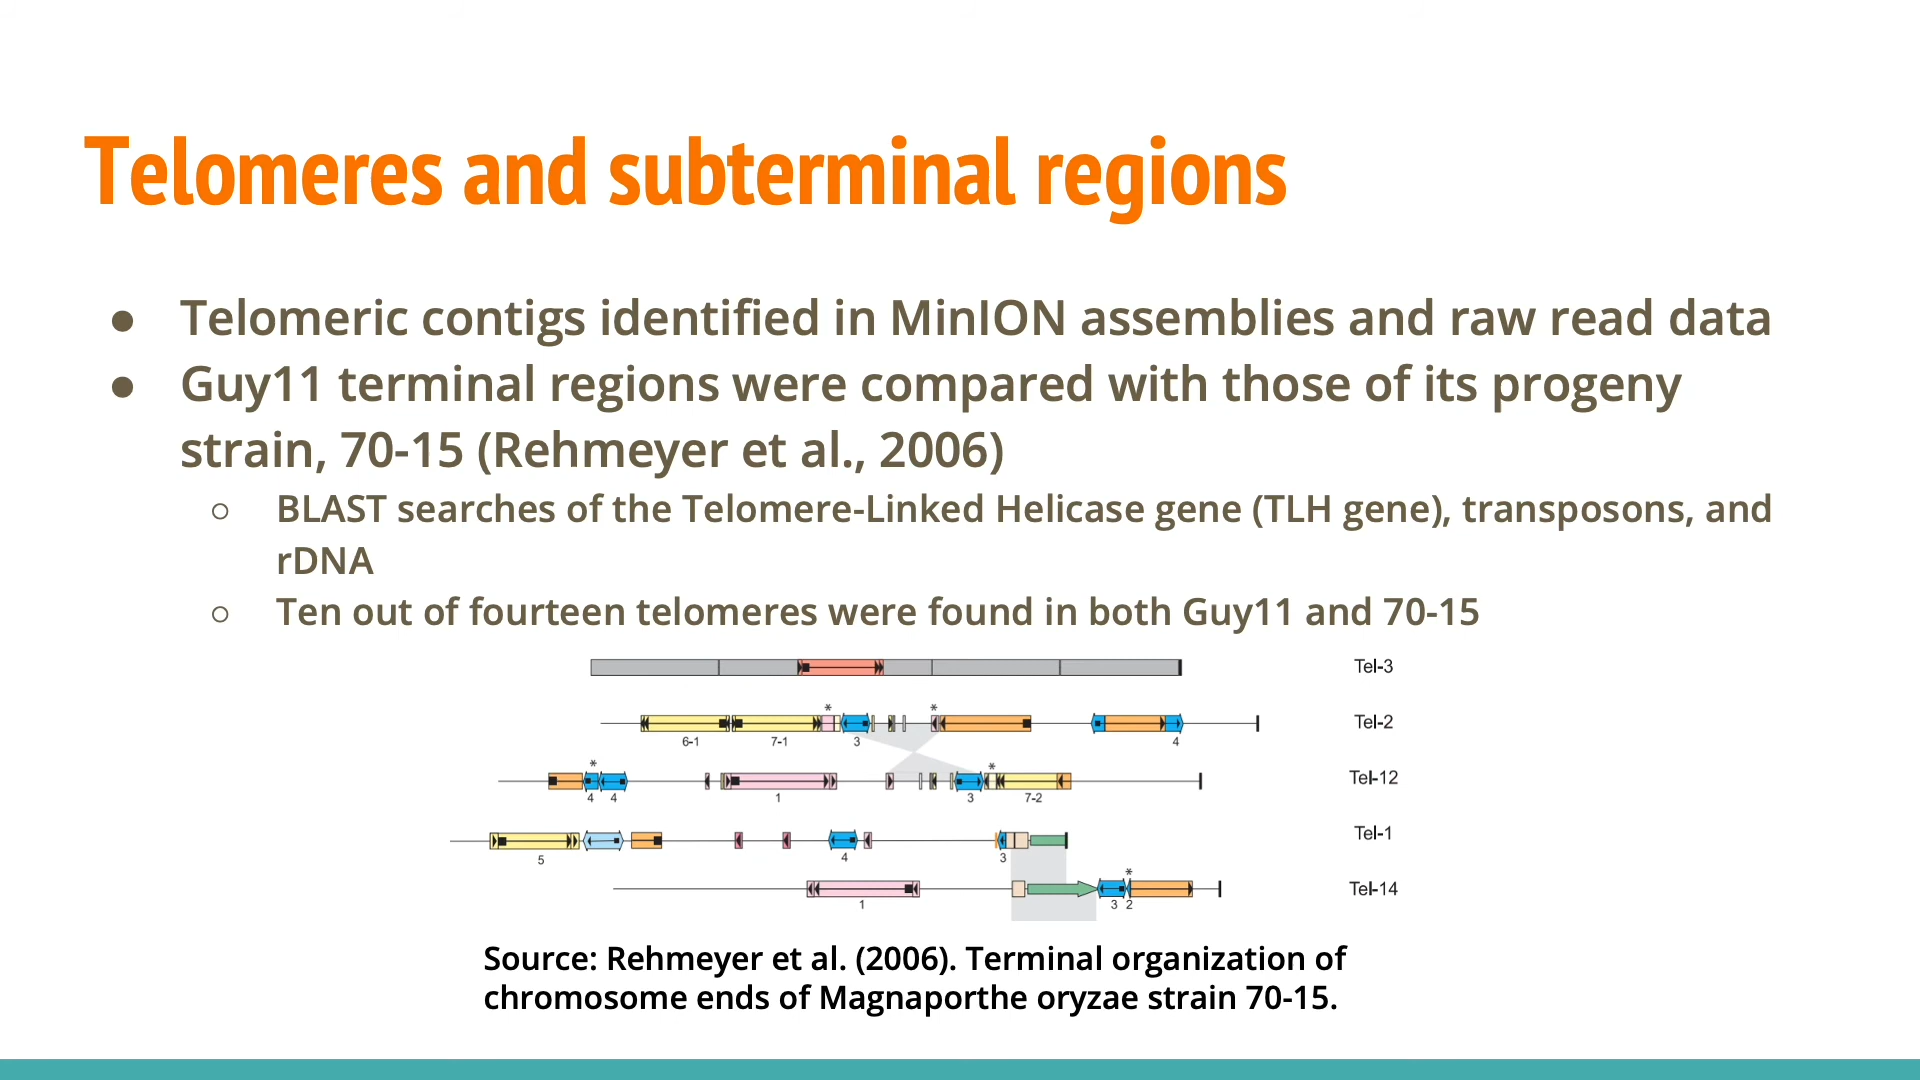 Telomeres and subterminal regions
● Telomeric contigs identified in MinION assemblies and raw read data
● Guy11 terminal regions were compared with those of its progeny
strain, 70-15 (Rehmeyer et al., 2006)
○ BLAST searches of the Telomere-Linked Helicase gene (TLH gene), transposons, and
rDNA
○ Ten out of fourteen telomeres were found in both Guy11 and 70-15
Tel-3
* *
Tel-2
6-1 7-1 3 4
* *
Tel-12
4 4 1 3 7-2
Tel-1
5 4 3
*
Tel-14
1 3 2
Source: Rehmeyer et al. (2006). Terminal organization of
chromosome ends of Magnaporthe oryzae strain 70-15.